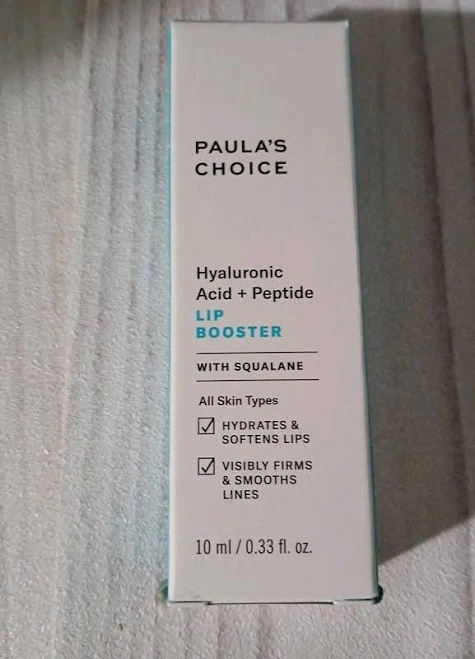 PAULA'S
CHOICE
Hyaluronic
Acid + Peptide
LIP
BOOSTER
WITH SQUALANE
All Skin Types
☑ HYDRATES &
SOFTENS LIPS
☑ VISIBLY FIRMS
& SMOOTHS
LINES
10 ml / 0.33 fl. oz.